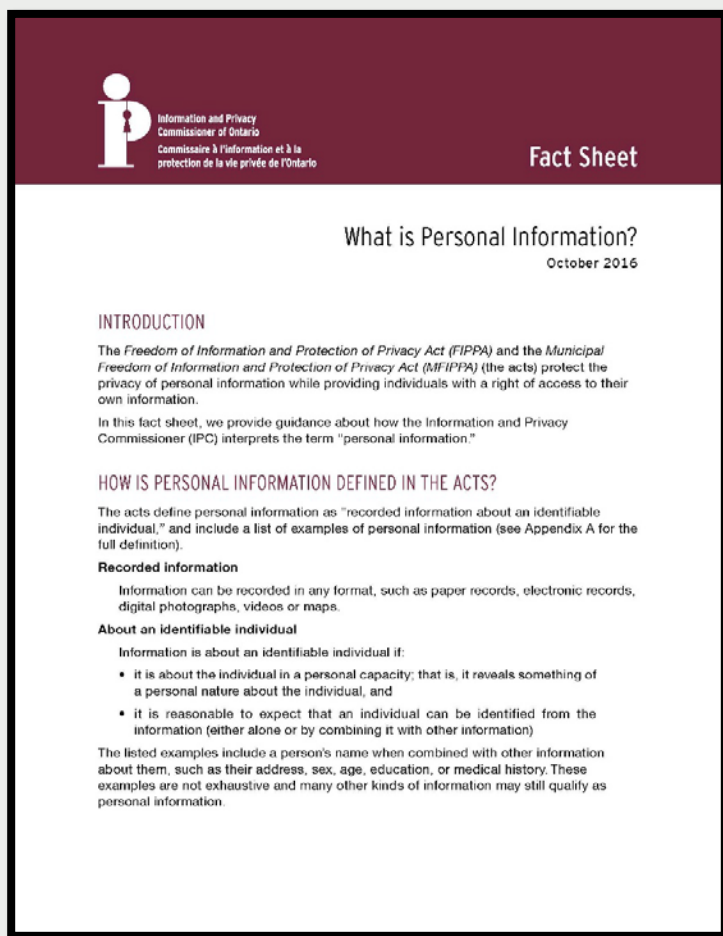 Information and Privacy
Commissioner of Ontario
Commissaire à l'information et à la
protection de la vie privée de l'Ontario
Fact Sheet
What is Personal Information?
October 2016
INTRODUCTION
The Freedom of Information and Protection of Privacy Act (FIPPA) and the Municipal
Freedom of Information and Protection of Privacy Act (MFIPPA) (the acts) protect the
privacy of personal information while providing individuals with a right of access to their
own information.
In this fact sheet, we provide guidance about how the Information and Privacy
Commissioner (IPC) interprets the term "personal information."
HOW IS PERSONAL INFORMATION DEFINED IN THE ACTS?
The acts define personal information as "recorded information about an identifiable
individual," and include a list of examples of personal information (see Appendix A for the
full definition).
Recorded information
Information can be recorded in any format, such as paper records, electronic records,
digital photographs, videos or maps.
About an identifiable individual
Information is about an identifiable individual if:
• it is about the individual in a personal capacity; that is, it reveals something of
a personal nature about the individual, and
• it is reasonable to expect that an individual can be identified from the
information (either alone or by combining it with other information)
The listed examples include a person's name when combined with other information
about them, such as their address, sex, age, education, or medical history. These
examples are not exhaustive and many other kinds of information may still qualify as
personal information.